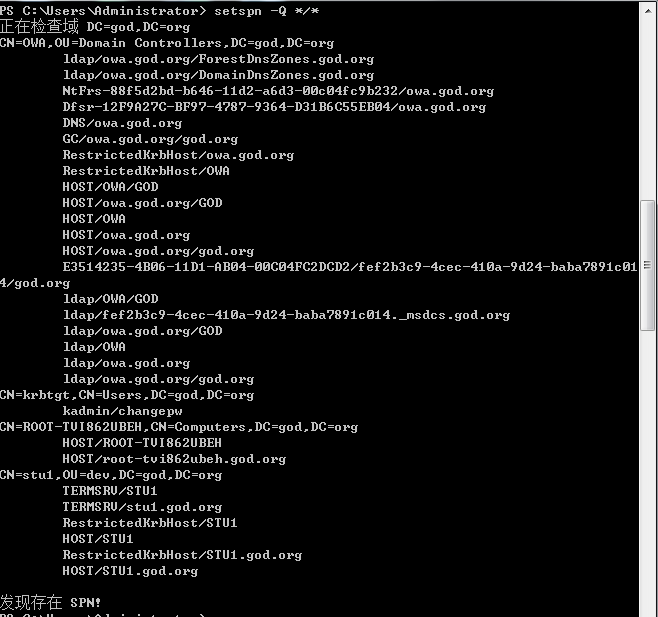 PS C:\Users\Administrator> setspn -Q */*
正在检查域 DC=god,DC=org
CN=OWA,OU=Domain Controllers,DC=god,DC=org
ldap/owa.god.org/ForestDnsZones.god.org
ldap/owa.god.org/DomainDnsZones.god.org
NtFrs-88f5d2bd-b646-11d2-a6d3-00c04fc9b232/owa.god.org
Dfsr-12F9A27C-BF97-4787-9364-D31B6C55EB04/owa.god.org
DNS/owa.god.org
GC/owa.god.org/god.org
RestrictedKrbHost/owa.god.org
RestrictedKrbHost/OWA
HOST/OWA/GOD
HOST/owa.god.org/GOD
HOST/OWA
HOST/owa.god.org
HOST/owa.god.org/god.org
E3514235-4B06-11D1-AB04-00C04FC2DCD2/fef2b3c9-4cec-410a-9d24-baba7891c01
4/god.org
ldap/OWA/GOD
ldap/fef2b3c9-4cec-410a-9d24-baba7891c014._msdcs.god.org
ldap/owa.god.org/GOD
ldap/OWA
ldap/owa.god.org
ldap/owa.god.org/god.org
CN=krbtgt,CN=Users,DC=god,DC=org
kadmin/changepw
CN=ROOT-TVI862UBEH,CN=Computers,DC=god,DC=org
HOST/ROOT-TVI862UBEH
HOST/root-tvi862ubeh.god.org
CN=stu1,OU=dev,DC=god,DC=org
TERMSRV/STU1
TERMSRV/stu1.god.org
RestrictedKrbHost/STU1
HOST/STU1
RestrictedKrbHost/STU1.god.org
HOST/STU1.god.org
发现存在 SPN!